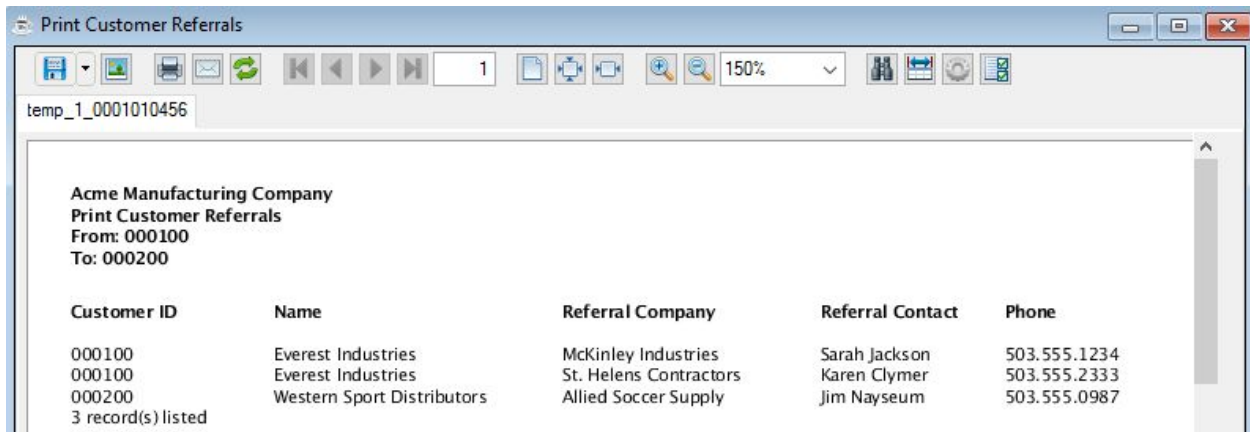 Print Customer Referrals
1 150%
temp_1_0001010456
Acme Manufacturing Company
Print Customer Referrals
From: 000100
To: 000200
Customer ID Name Referral Company Referral Contact Phone
000100 Everest Industries McKinley Industries Sarah Jackson 503.555.1234
000100 Everest Industries St. Helens Contractors Karen Clymer 503.555.2333
000200 Western Sport Distributors Allied Soccer Supply Jim Nayseum 503.555.0987
3 record(s) listed